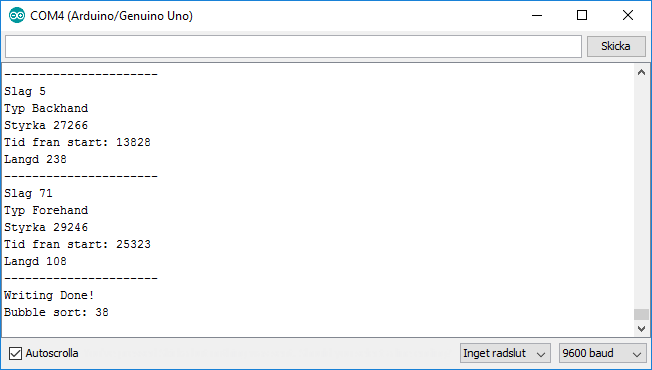 COM4 (Arduino/Genuino Uno)
Skicka
----------------------
Slag 5
Typ Backhand
Styrka 27266
Tid fran start: 13828
Langd 238
----------------------
Slag 71
Typ Forehand
Styrka 29246
Tid fran start: 25323
Langd 108
----------------------
Writing Done!
Bubble sort: 38
Autoscrolla
Inget radslut
9600 baud